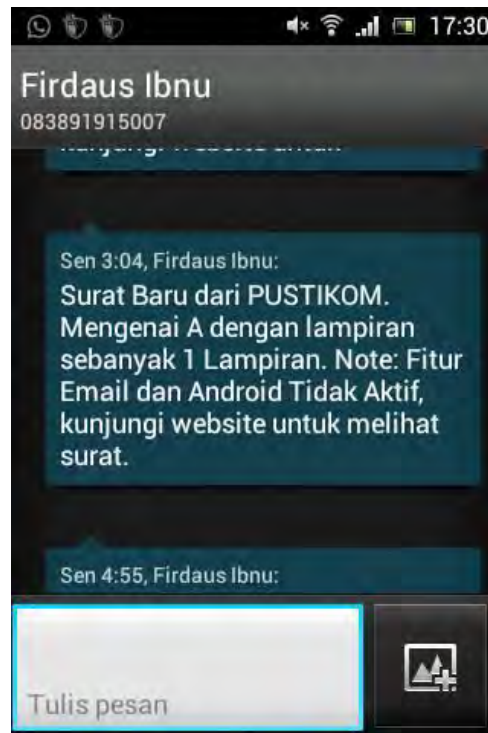 17:30
Firdaus Ibnu
083891915007
Sen 3:04, Firdaus Ibnu:
Surat Baru dari PUSTIKOM.
Mengenai A dengan lampiran
sebanyak 1 Lampiran. Note: Fitur
Email dan Android Tidak Aktif,
kunjungi website untuk melihat
surat.
Sen 4:55, Firdaus Ibnu:
Tulis pesan